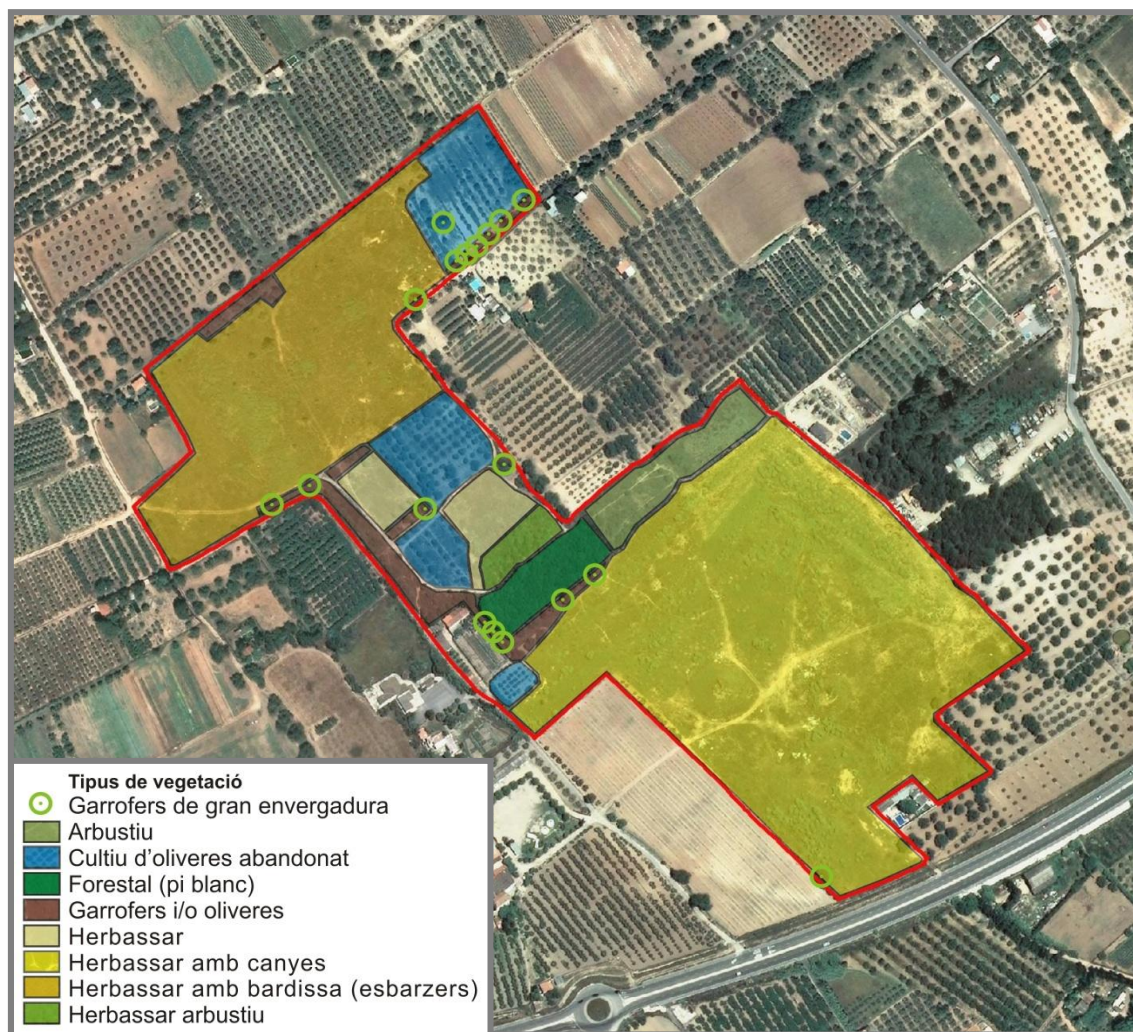 Tipus de vegetació
Garrofers de gran envergadura
Arbustiu
Cultiu d'oliveres abandonat
Forestal (pi blanc)
Garrofers i/o oliveres
Herbassar
Herbassar amb canyes
Herbassar amb bardissa (esbarzers)
Herbassar arbustiu